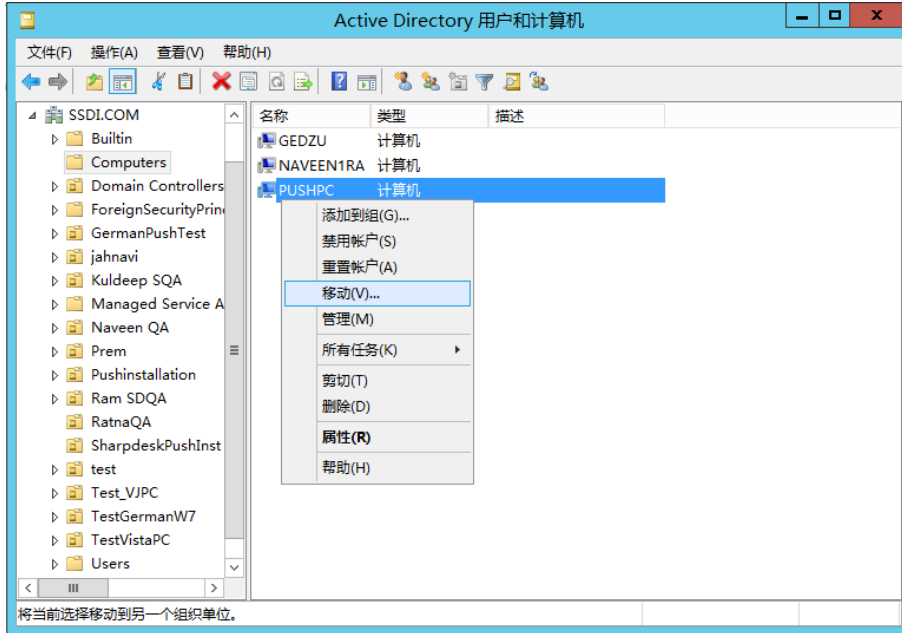 Active Directory 用户和计算机
文件(F) 操作(A) 查看(V) 帮助(H)
SSDI.COM
Builtin
Computers
Domain Controllers
ForeignSecurityPrin
GermanPushTest
jahnavi
Kuldeep SQA
Managed Service A
Naveen QA
Prem
Pushinstallation
Ram SDQA
RatnaQA
SharpdeskPushInst
test
Test_VJPC
TestGermanW7
TestVistaPC
Users
名称 类型 描述
GEDZU 计算机
NAVEEN1RA 计算机
PUSHPC 计算机
添加到组(G)...
禁用帐户(S)
重置帐户(A)
移动(V)...
管理(M)
所有任务(K)
剪切(T)
删除(D)
属性(R)
帮助(H)
将当前选择移动到另一个组织单位。